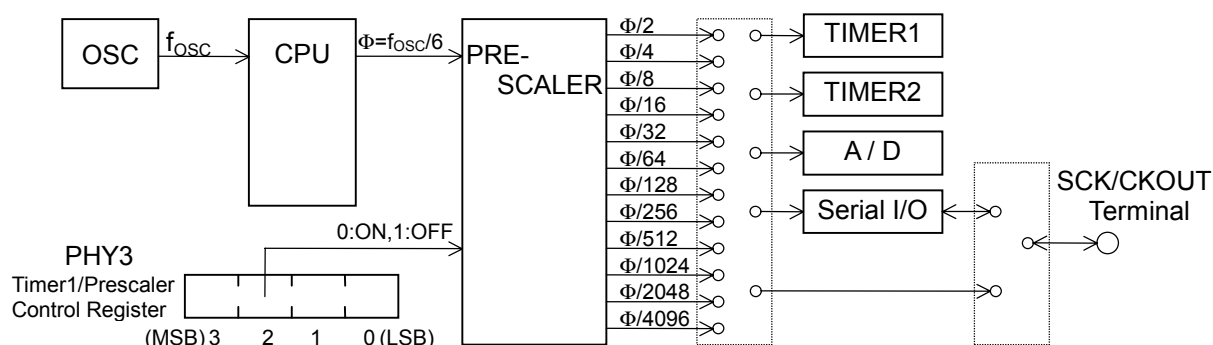 OSC
fOSC
CPU
Φ=fOSC/6
PRE-
SCALER
Φ/2
Φ/4
Φ/8
Φ/16
Φ/32
Φ/64
Φ/128
Φ/256
Φ/512
Φ/1024
Φ/2048
Φ/4096
TIMER1
TIMER2
A / D
Serial I/O
SCK/CKOUT
Terminal
0:ON,1:OFF
PHY3
Timer1/Prescaler
Control Register
(MSB) 3 2 1 0 (LSB)